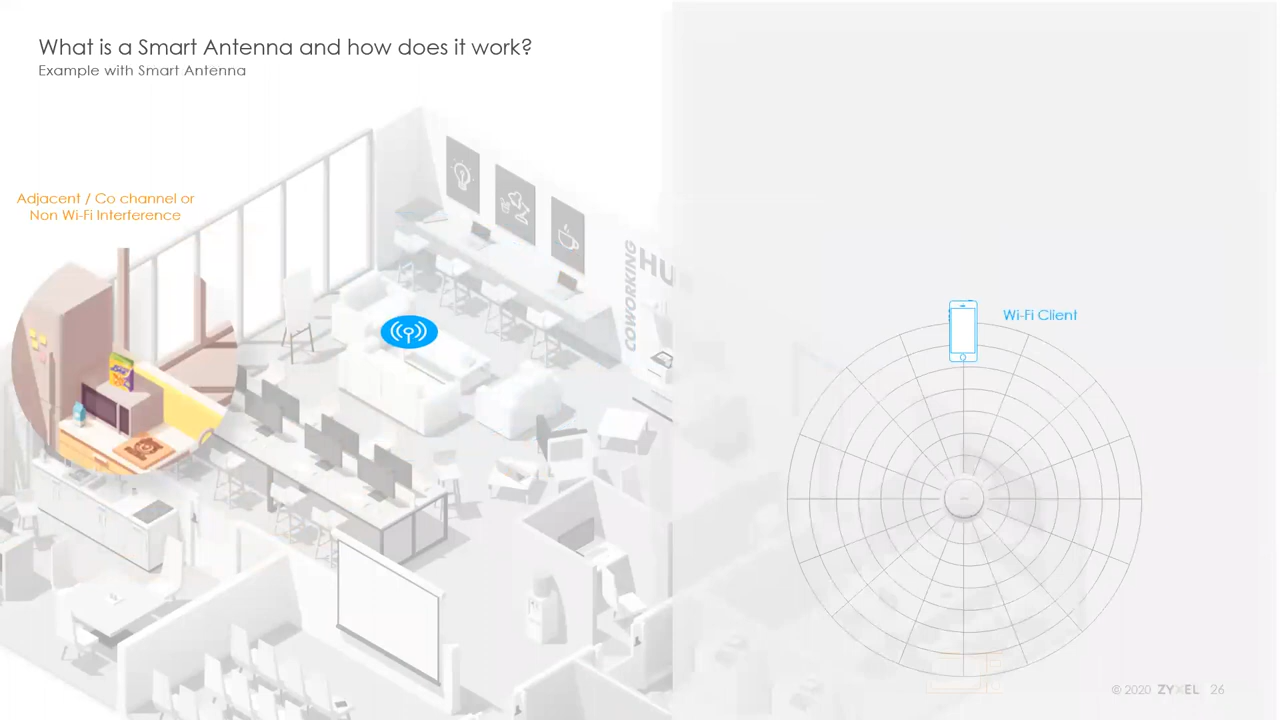 What is a Smart Antenna and how does it work?
Example with Smart Antenna
Adjacent / Co channel or
Non Wi-Fi Interference
COWORKING
HU
Wi-Fi Client
© 2020 ZYXEL 26